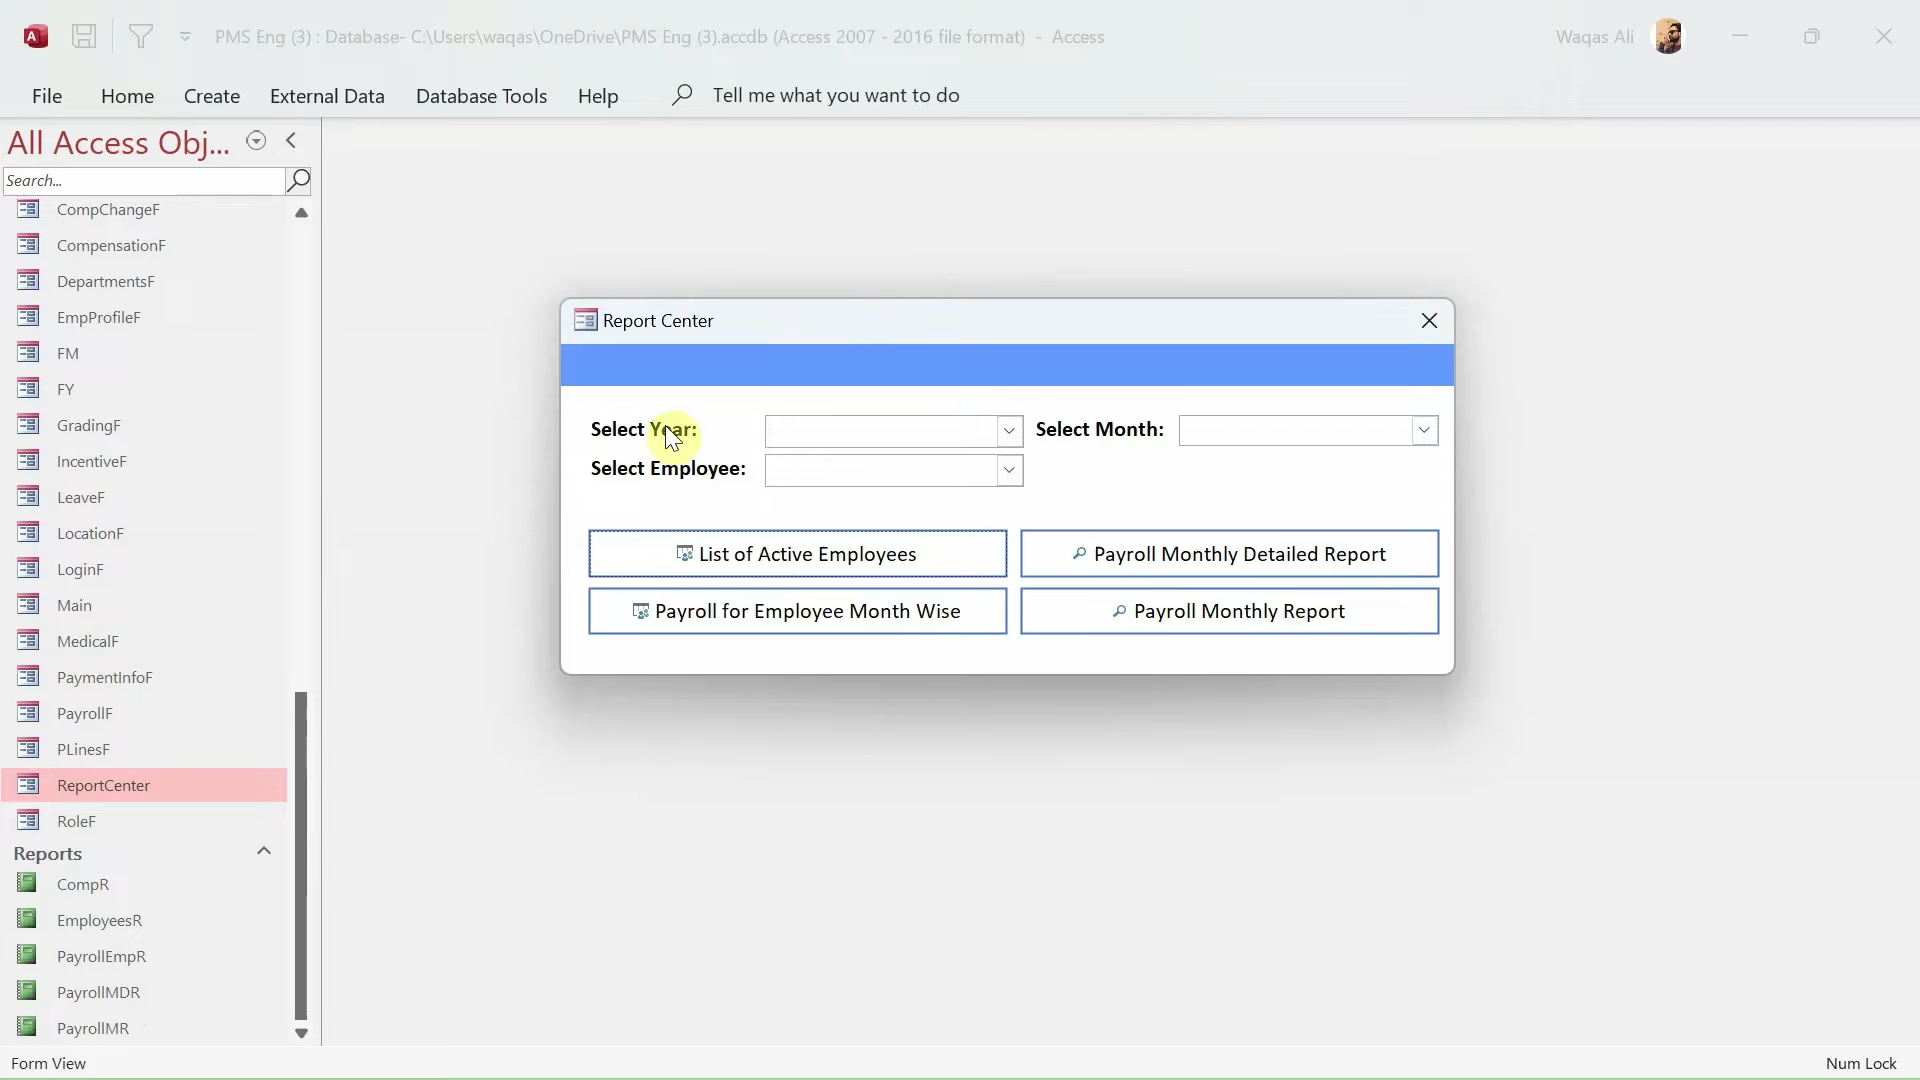 PMS Eng (3) : Database- C:\Users\waqas\OneDrive\PMS Eng (3).accdb (Access 2007 - 2016 file format) - Access
Waqas Ali
File Home Create External Data Database Tools Help Tell me what you want to do
All Access Obj...
Search...
CompChangeF
CompensationF
DepartmentsF
EmpProfileF
FM
FY
GradingF
IncentiveF
LeaveF
LocationF
LoginF
Main
MedicalF
PaymentInfoF
PayrollF
PLinesF
ReportCenter
RoleF
Reports
CompR
EmployeesR
PayrollEmpR
PayrollMDR
PayrollMR
Report Center
Select Year: Select Month:
Select Employee:
List of Active Employees Payroll Monthly Detailed Report
Payroll for Employee Month Wise Payroll Monthly Report
Form View Num Lock